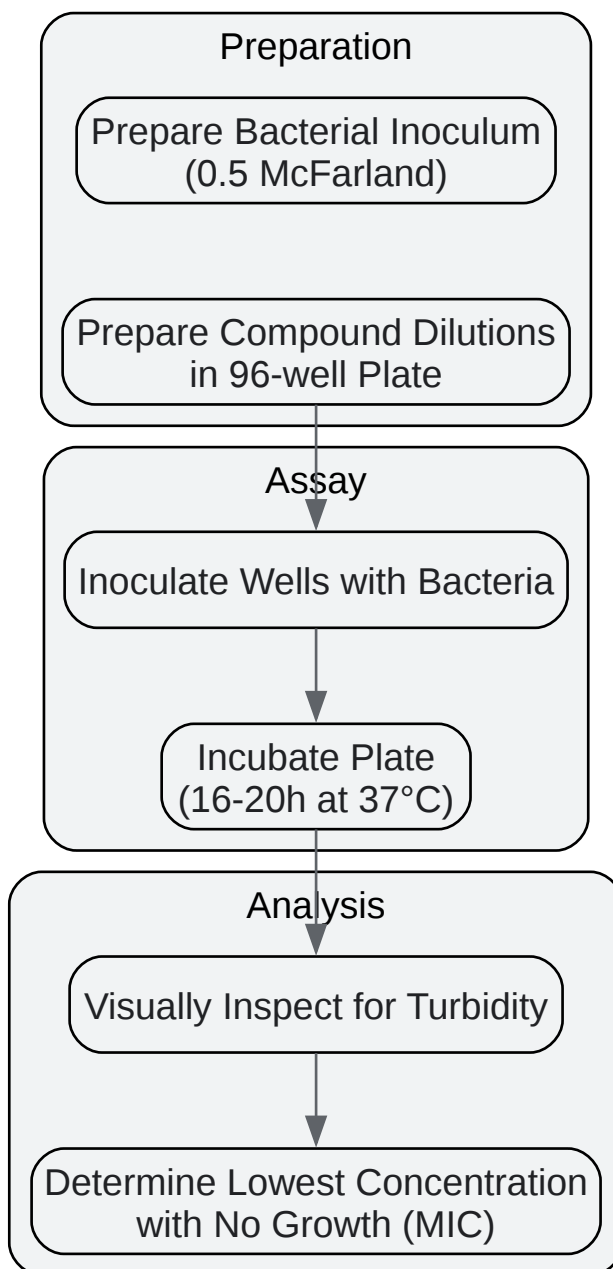 Preparation
Prepare Bacterial Inoculum
(0.5 McFarland)
Prepare Compound Dilutions
in 96-well Plate
Assay
Inoculate Wells with Bacteria
Incubate Plate
(16-20h at 37°C)
Analysis
Visually Inspect for Turbidity
Determine Lowest Concentration
with No Growth (MIC)